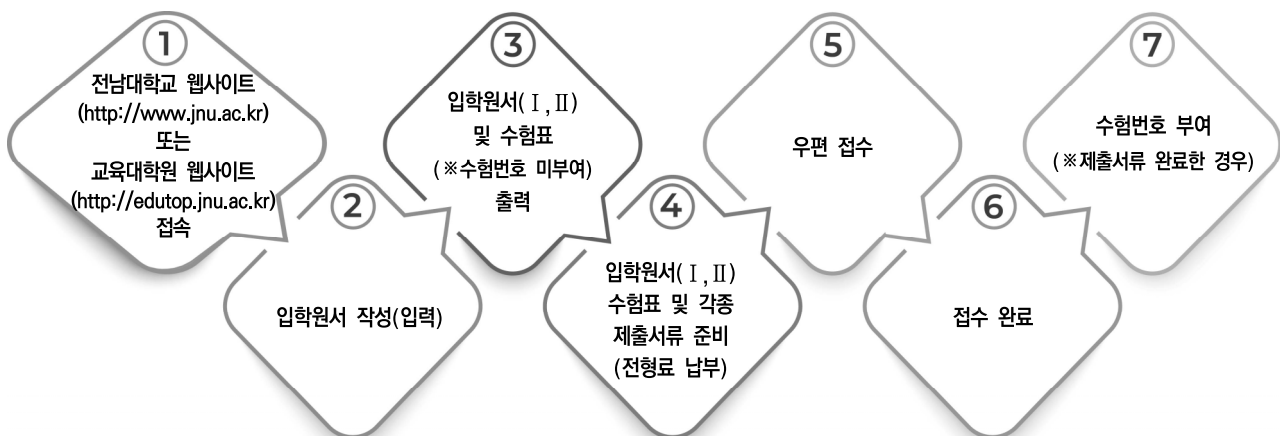 ①
전남대학교 웹사이트
(http://www.jnu.ac.kr)
또는
교육대학원 웹사이트
(http://edutop.jnu.ac.kr)
접속
②
입학원서 작성(입력)
③
입학원서(Ⅰ,Ⅱ)
및 수험표
(※수험번호 미부여)
출력
④
입학원서(Ⅰ,Ⅱ)
수험표 및 각종
제출서류 준비
(전형료 납부)
⑤
우편 접수
⑥
접수 완료
⑦
수험번호 부여
(※제출서류 완료한 경우)